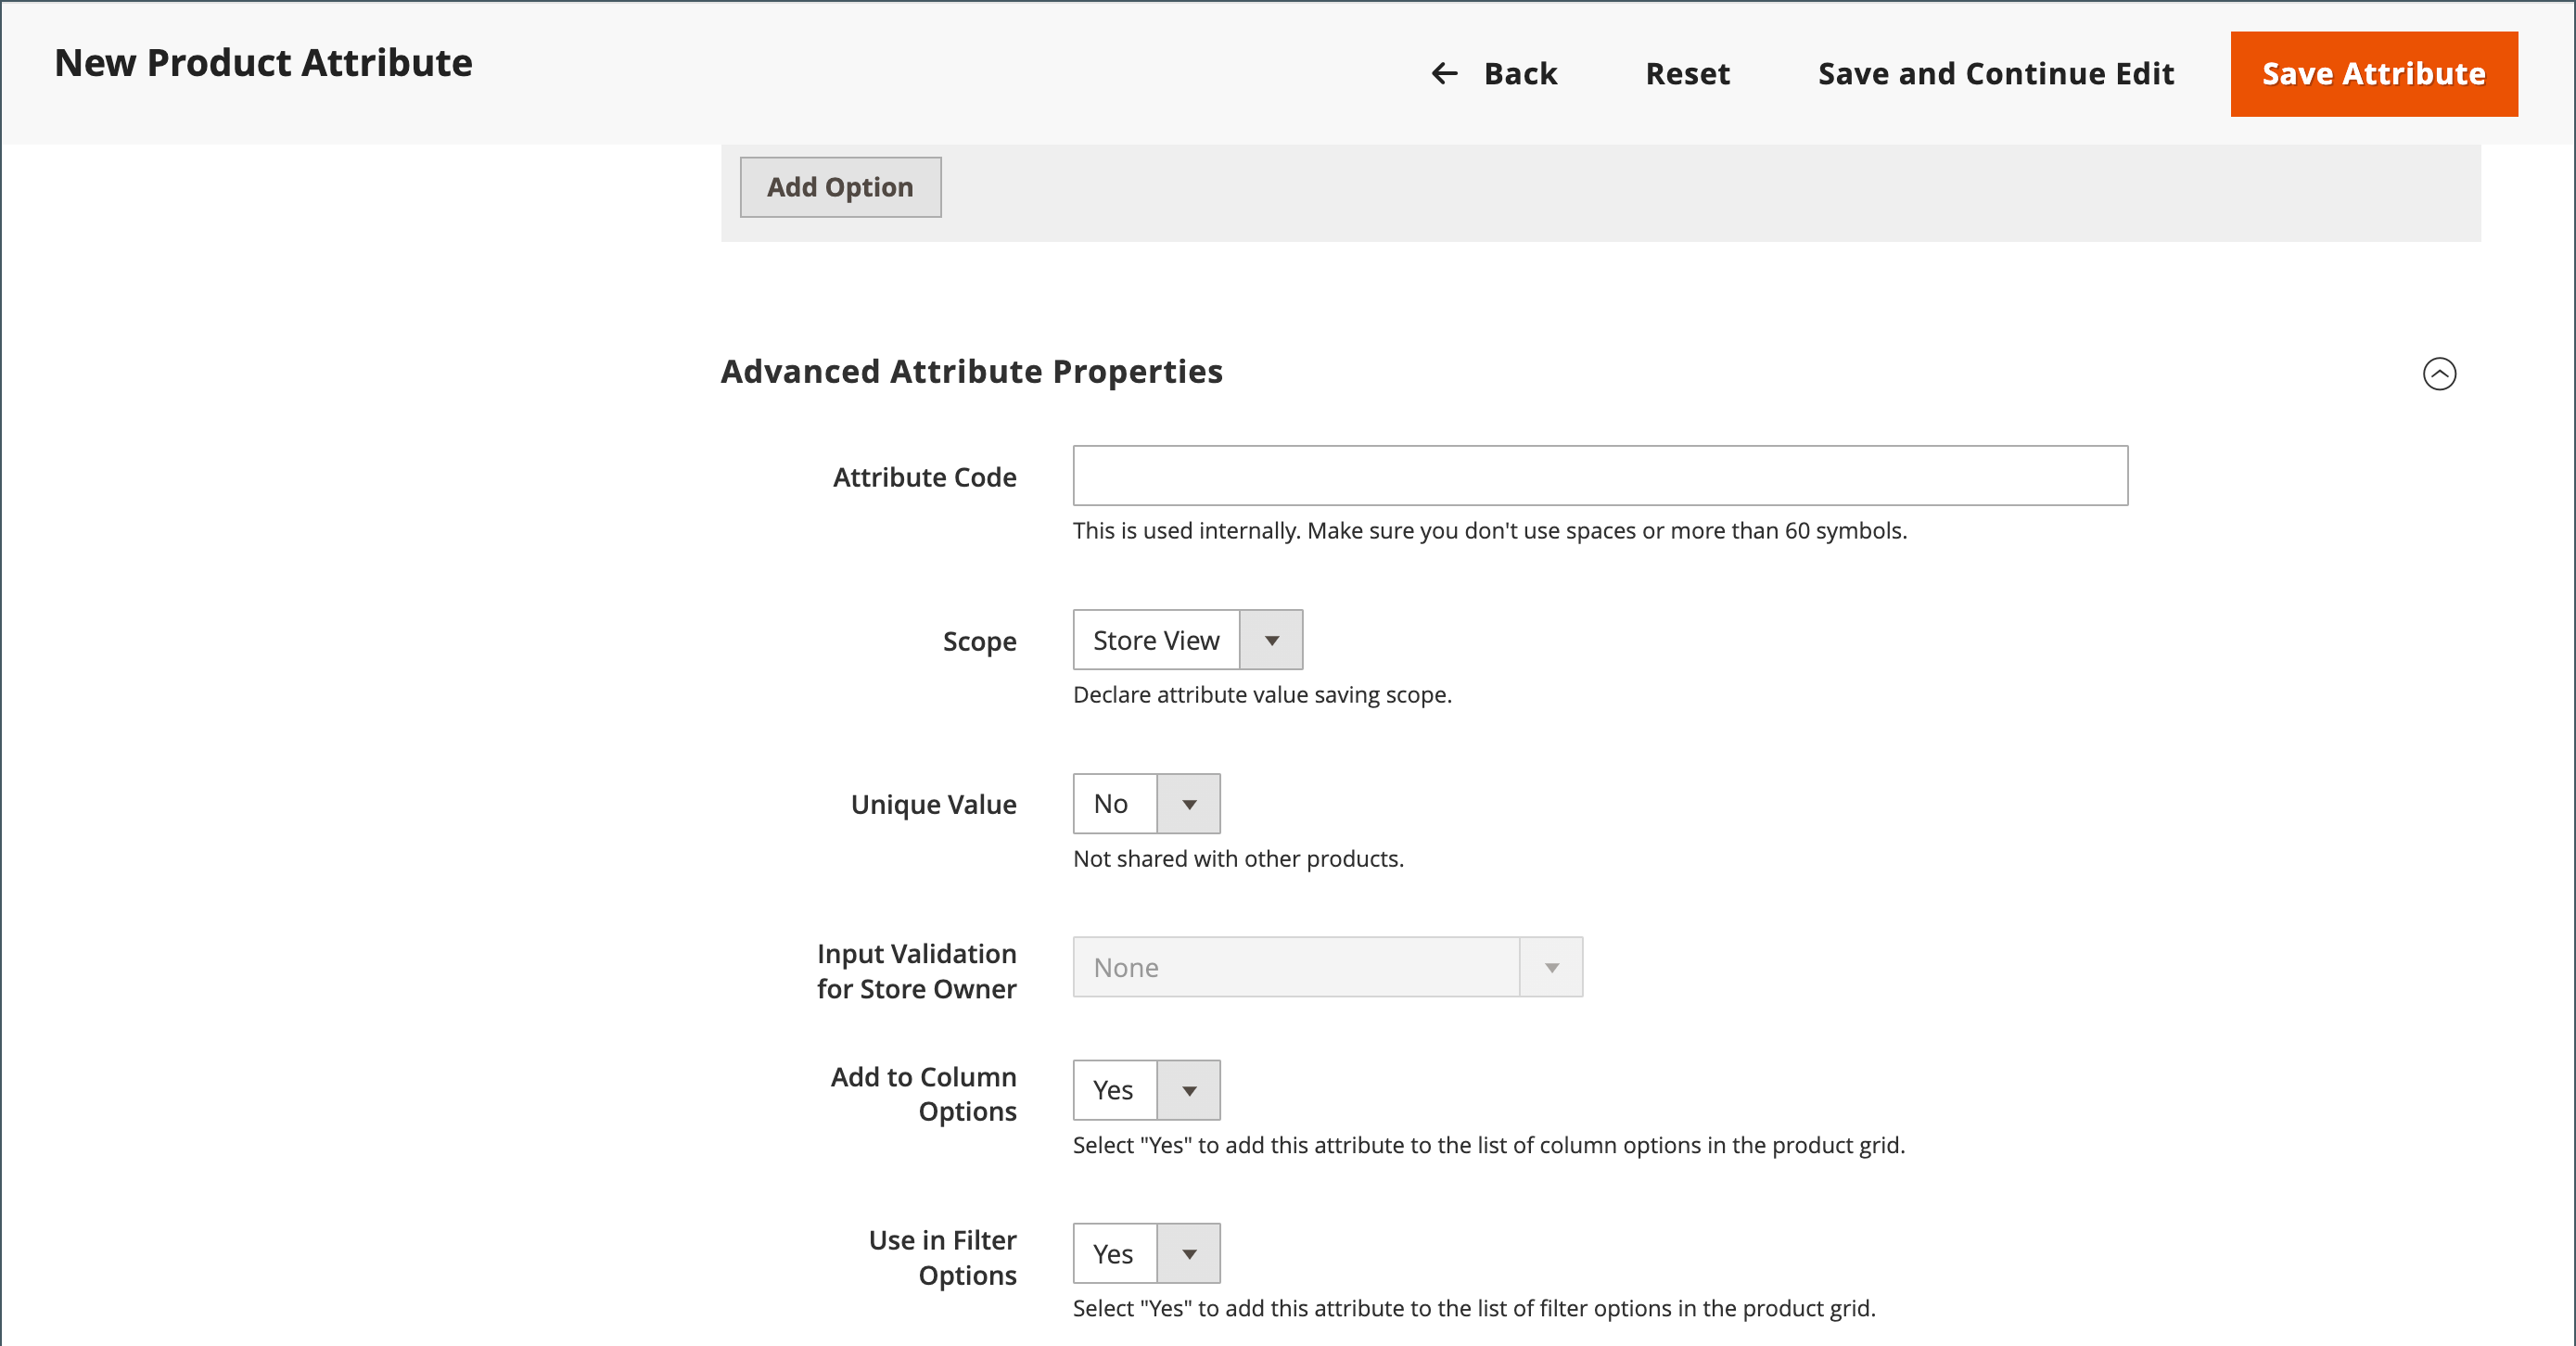 New Product Attribute
Back
Reset
Save and Continue Edit
Save Attribute
Add Option
Advanced Attribute Properties
Attribute Code
This is used internally. Make sure you don't use spaces or more than 60 symbols.
Scope
Store View
Declare attribute value saving scope.
Unique Value
No
Not shared with other products.
Input Validation
for Store Owner
None
Add to Column
Options
Yes
Select "Yes" to add this attribute to the list of column options in the product grid.
Use in Filter
Options
Yes
Select "Yes" to add this attribute to the list of filter options in the product grid.